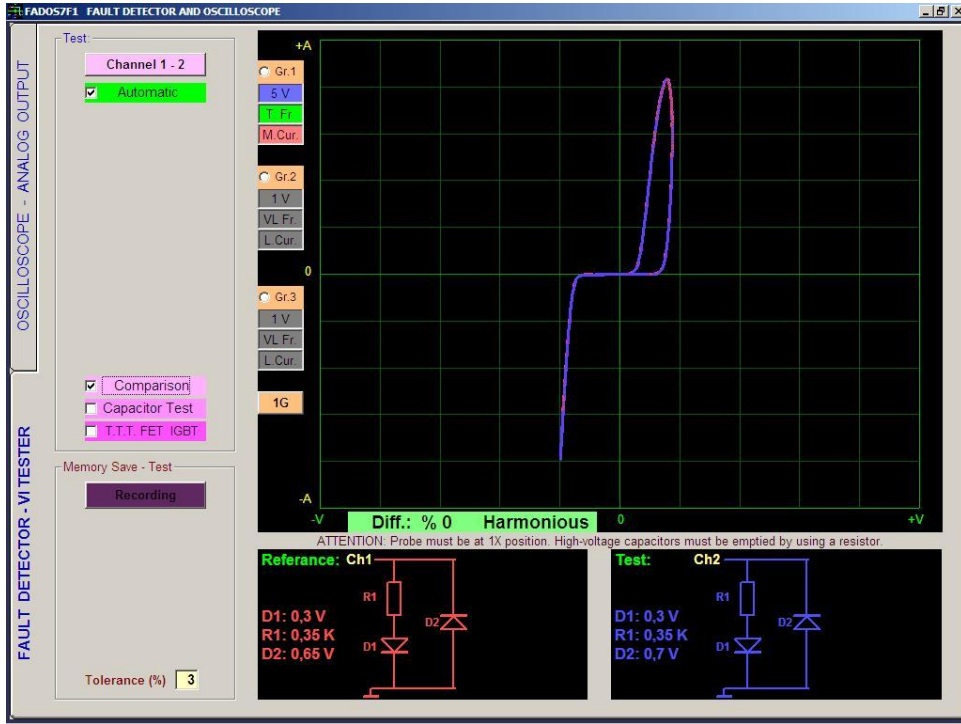 FADOS7F1 FAULT DETECTOR AND OSCILLOSCOPE
OSCILLOSCOPE - ANALOG OUTPUT
FAULT DETECTOR - VI TESTER
Test:
Channel 1 - 2
Automatic
Comparison
Capacitor Test
T.T.T. FET IGBT
Memory Save - Test
Recording
Tolerance (%) 3
+A
Gr.1
5 V
T. Fr
M.Cur.
Gr.2
1 V
VL Fr.
L Cur.
0
Gr.3
1 V
VL Fr.
L Cur.
1G
-A
-V
Diff.: % 0 Harmonious
0
+V
ATTENTION: Probe must be at 1X position. High-voltage capacitors must be emptied by using a resistor.
Referance: Ch1
R1
D1: 0,3 V
R1: 0,35 K
D2: 0,65 V
D2
D1
Test: Ch2
R1
D1: 0,3 V
R1: 0,35 K
D2: 0,7 V
D2
D1